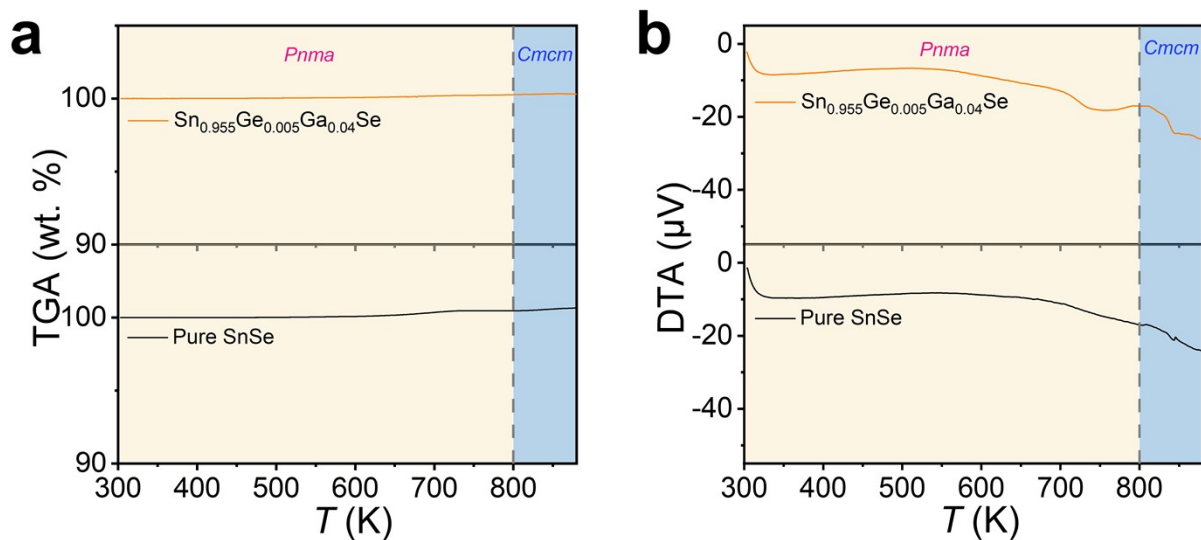 a
TGA (wt. %)
Pnma
Cmcm
100
Sn0.955Ge0.005Ga0.04Se
90
100
Pure SnSe
90
300 400 500 600 700 800
T (K)
b
DTA (µV)
Pnma
Cmcm
0
Sn0.955Ge0.005Ga0.04Se
-20
-40
0
Pure SnSe
-20
-40
300 400 500 600 700 800
T (K)